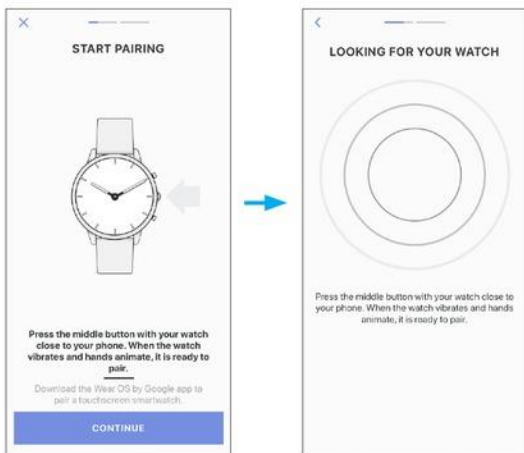 START PAIRING
Press the middle button with your watch
close to your phone. When the watch
vibrates and hands animate, it is ready to
pair.
Download the Wear OS by Google app to
pair a touchscreen smartwatch.
CONTINUE
LOOKING FOR YOUR WATCH
Press the middle button with your watch close to
your phone. When the watch vibrates and hands
animate, it is ready to pair.